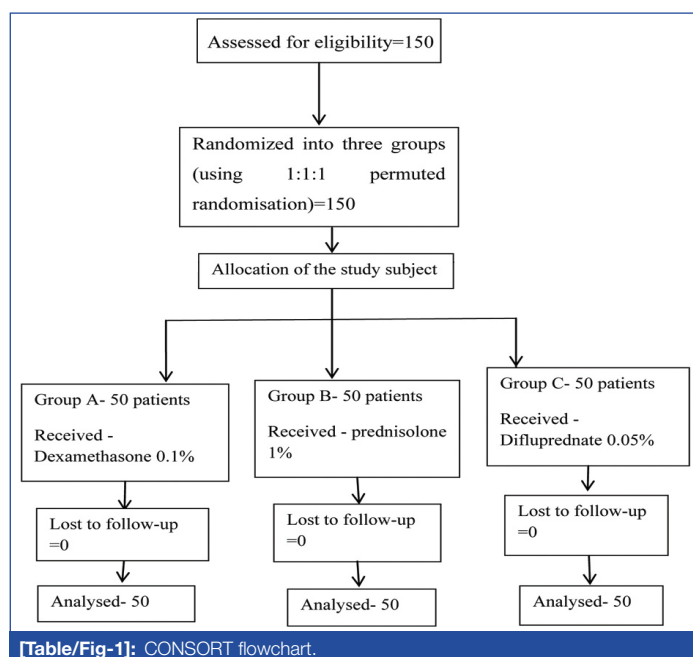 Assessed for eligibility=150
Randomized into three groups
(using 1:1:1 permuted
randomisation)=150
Allocation of the study subject
Group A- 50 patients
Received -
Dexamethasone 0.1%
Group B- 50 patients
Received - prednisolone
1%
Group C- 50 patients
Received -
Difluprednate 0.05%
Lost to follow-up
=0
Lost to follow-up
=0
Lost to follow-up
=0
Analysed- 50
Analysed- 50
Analysed- 50
[Table/Fig-1]: CONSORT flowchart.